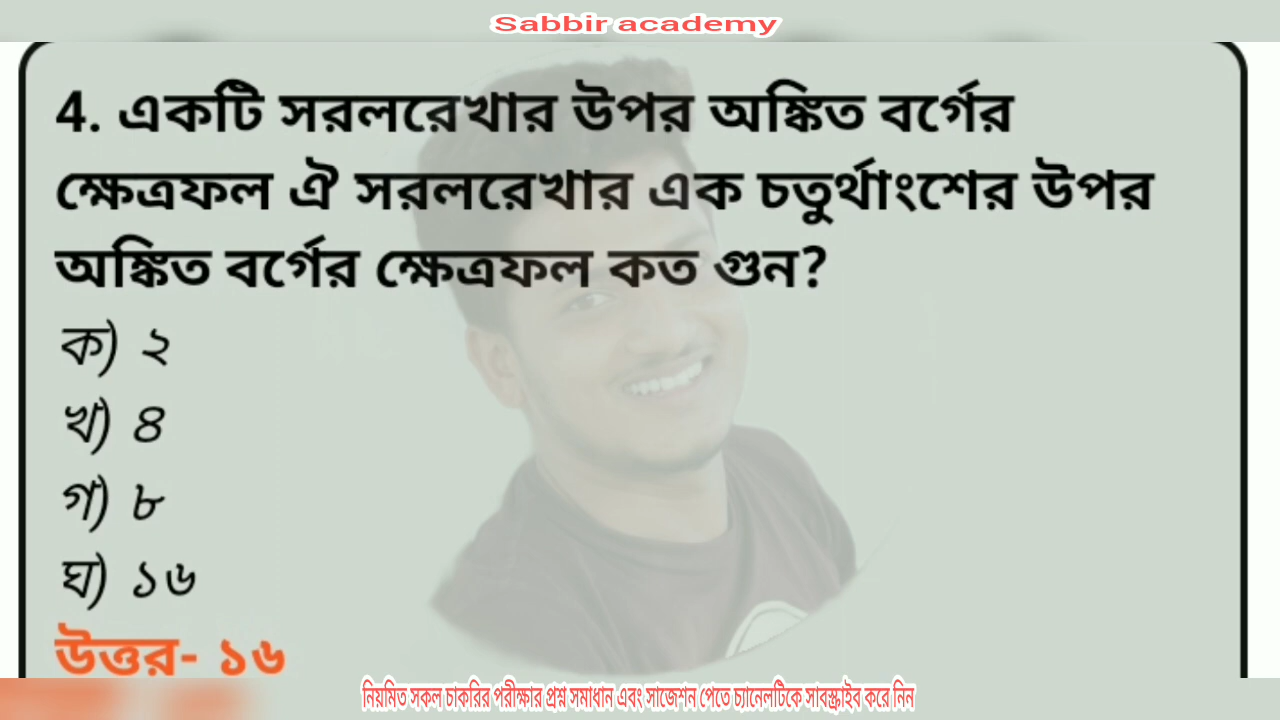 Sabbir academy
4. একটি সরলরেখার উপর অঙ্কিত বর্গের
ক্ষেত্রফল ঐ সরলরেখার এক চতুর্থাংশের উপর
অঙ্কিত বর্গের ক্ষেত্রফল কত গুন?
ক) ২
খ) ৪
গ) ৮
ঘ) ১৬
উত্তর- ১৬
নিয়মিত সকল চাকরির পরীক্ষার প্রশ্ন সমাধান এবং সাজেশন পেতে চ্যানেলটিকে সাবস্ক্রাইব করে নিন